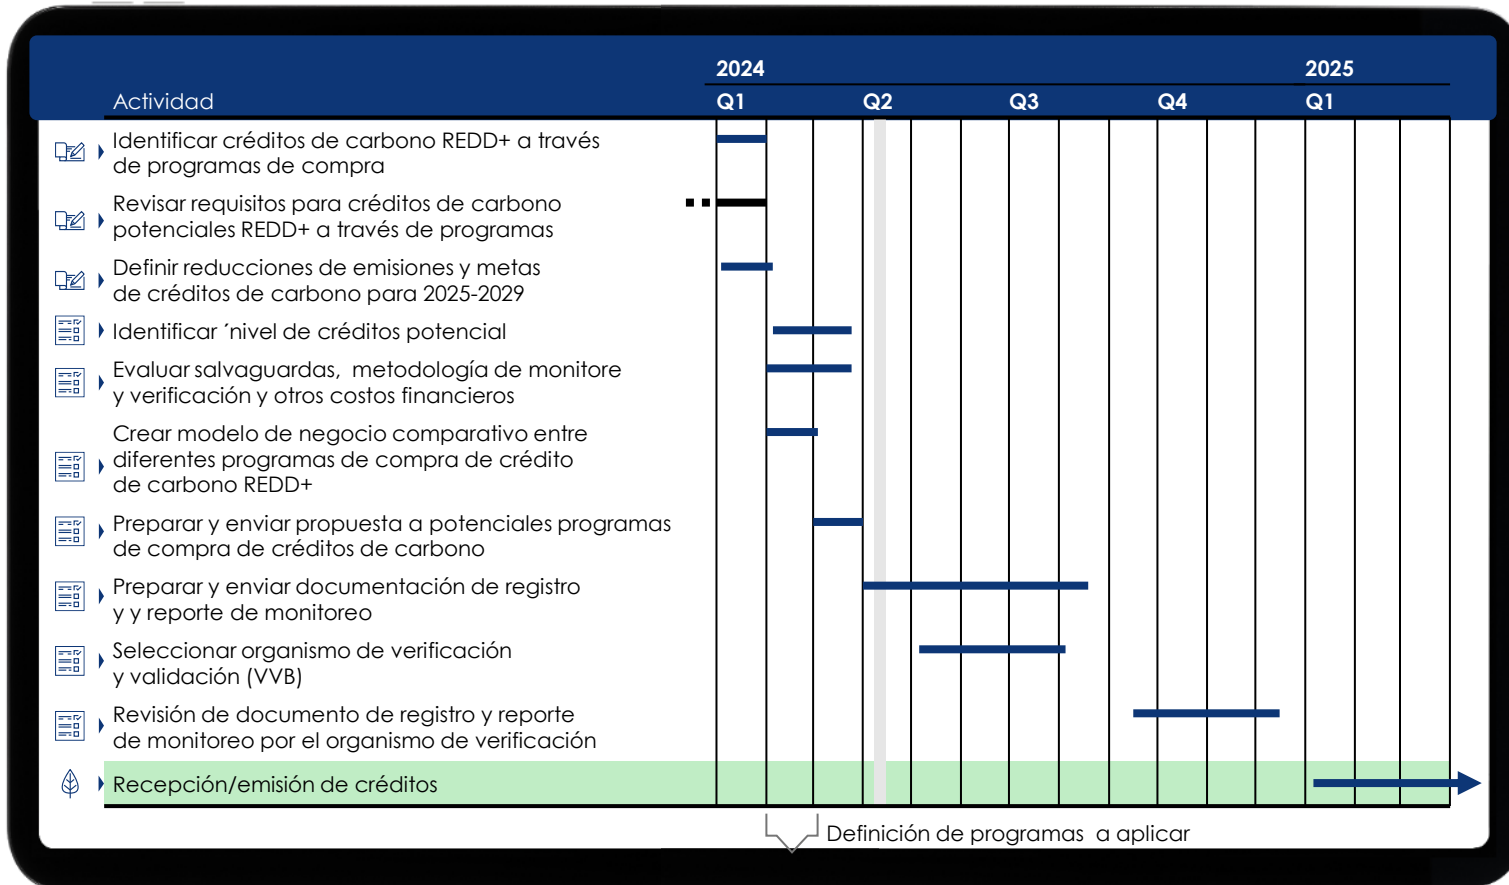 2024 2025
Actividad Q1 Q2 Q3 Q4 Q1
Identificar créditos de carbono REDD+ a través
de programas de compra
Revisar requisitos para créditos de carbono
potenciales REDD+ a través de programas
Definir reducciones de emisiones y metas
de créditos de carbono para 2025-2029
Identificar ´nivel de créditos potencial
Evaluar salvaguardas, metodología de monitore
y verificación y otros costos financieros
Crear modelo de negocio comparativo entre
diferentes programas de compra de crédito
de carbono REDD+
Preparar y enviar propuesta a potenciales programas
de compra de créditos de carbono
Preparar y enviar documentación de registro
y y reporte de monitoreo
Seleccionar organismo de verificación
y validación (VVB)
Revisión de documento de registro y reporte
de monitoreo por el organismo de verificación
Recepción/emisión de créditos
Definición de programas a aplicar